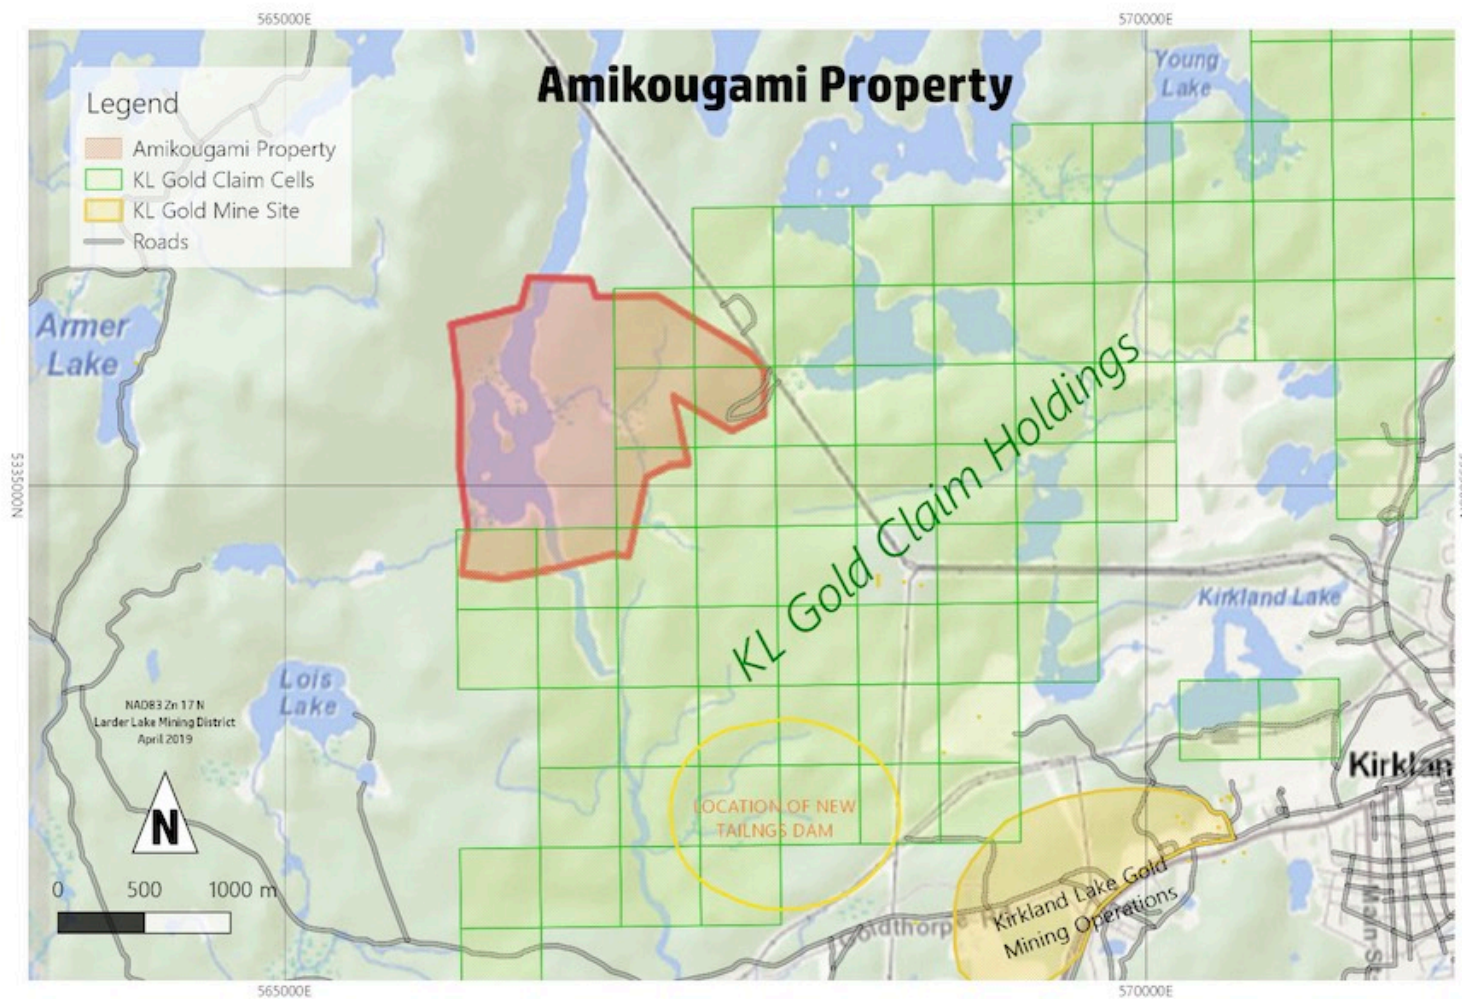 565000E
570000E
Amikougami Property
Young
Lake
Legend
Amikougami Property
KL Gold Claim Cells
KL Gold Mine Site
Roads
Armer
Lake
KL Gold Claim Holdings
5335000N
Kirkland Lake
Lois
Lake
NAD83 Zn 17 N
Larder Lake Mining District
April 2019
N
0 500 1000 m
LOCATION OF NEW
TAILNGS DAM
Kirklan
Kirkland Lake Gold
Mining Operations
Goldthorpe
Main St
565000E
570000E